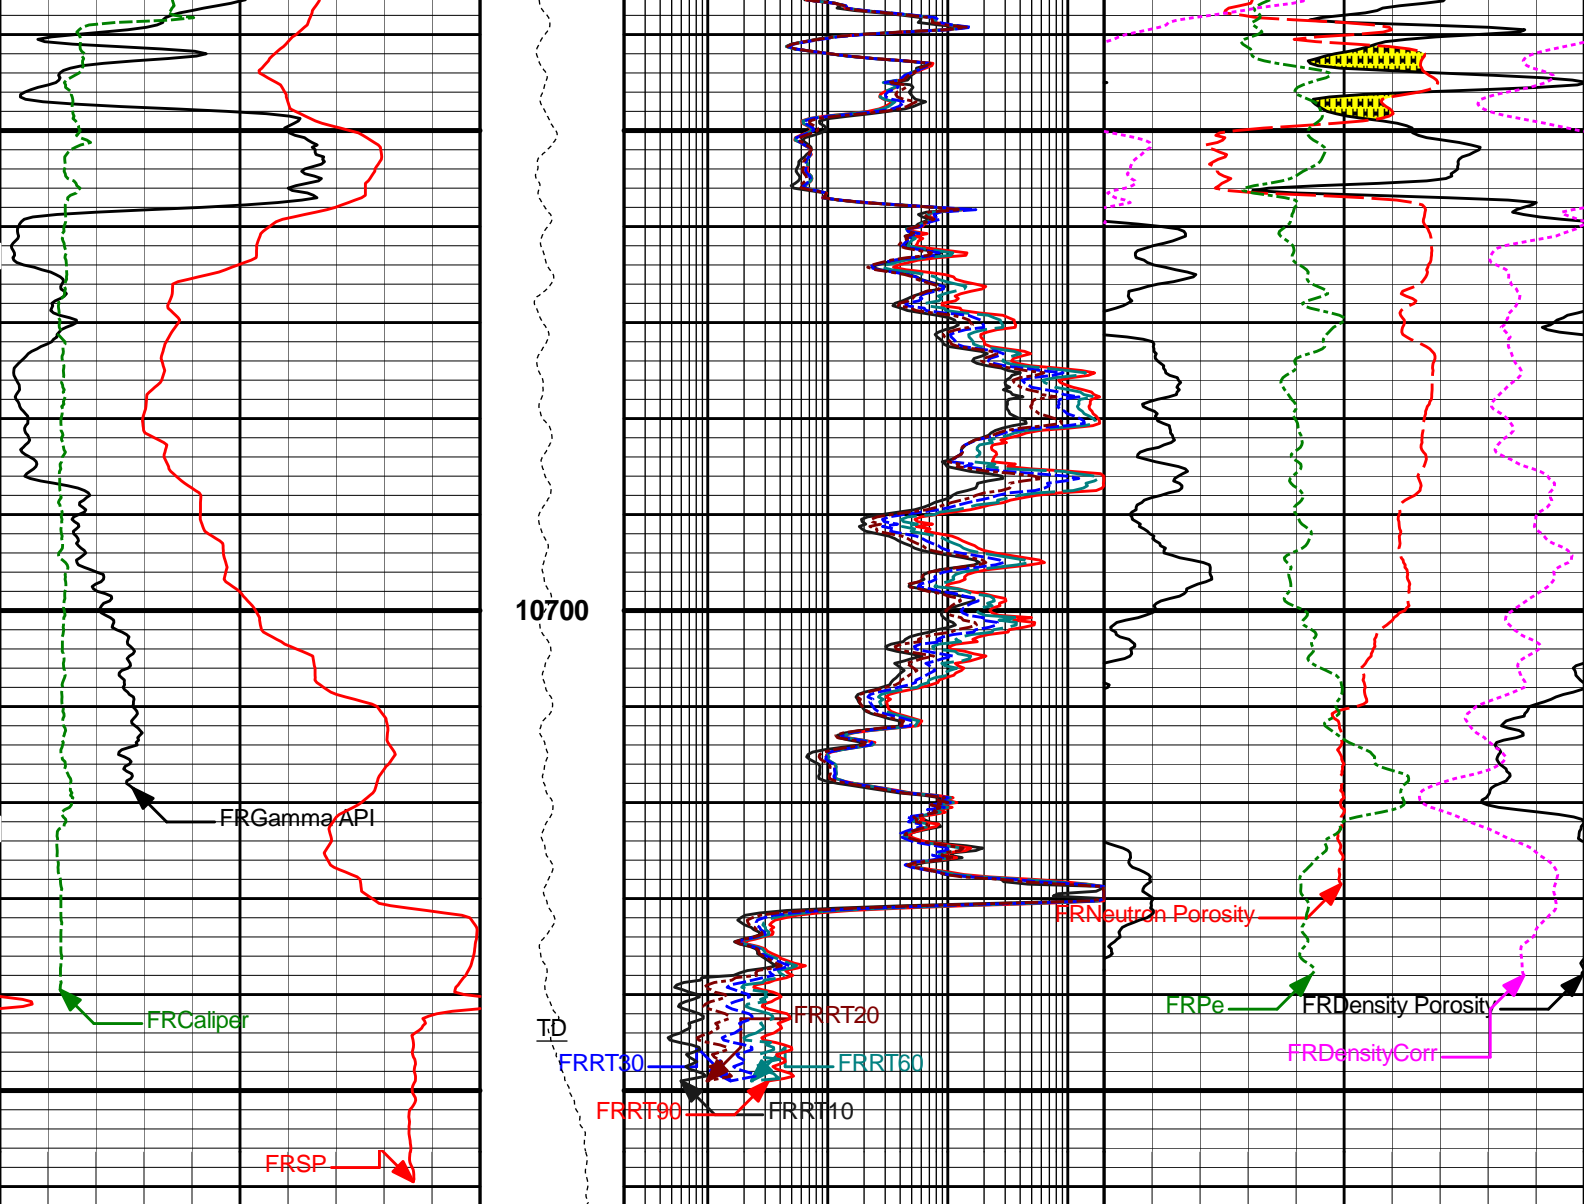 10700
FRGamma API
FRNeutron Porosity
FRPe
FRDensity Porosity
FRRT20
FRCaliper
TD
FRDensityCorr
FRRT30
FRRT60
FRRT90
FRRT10
FRSP